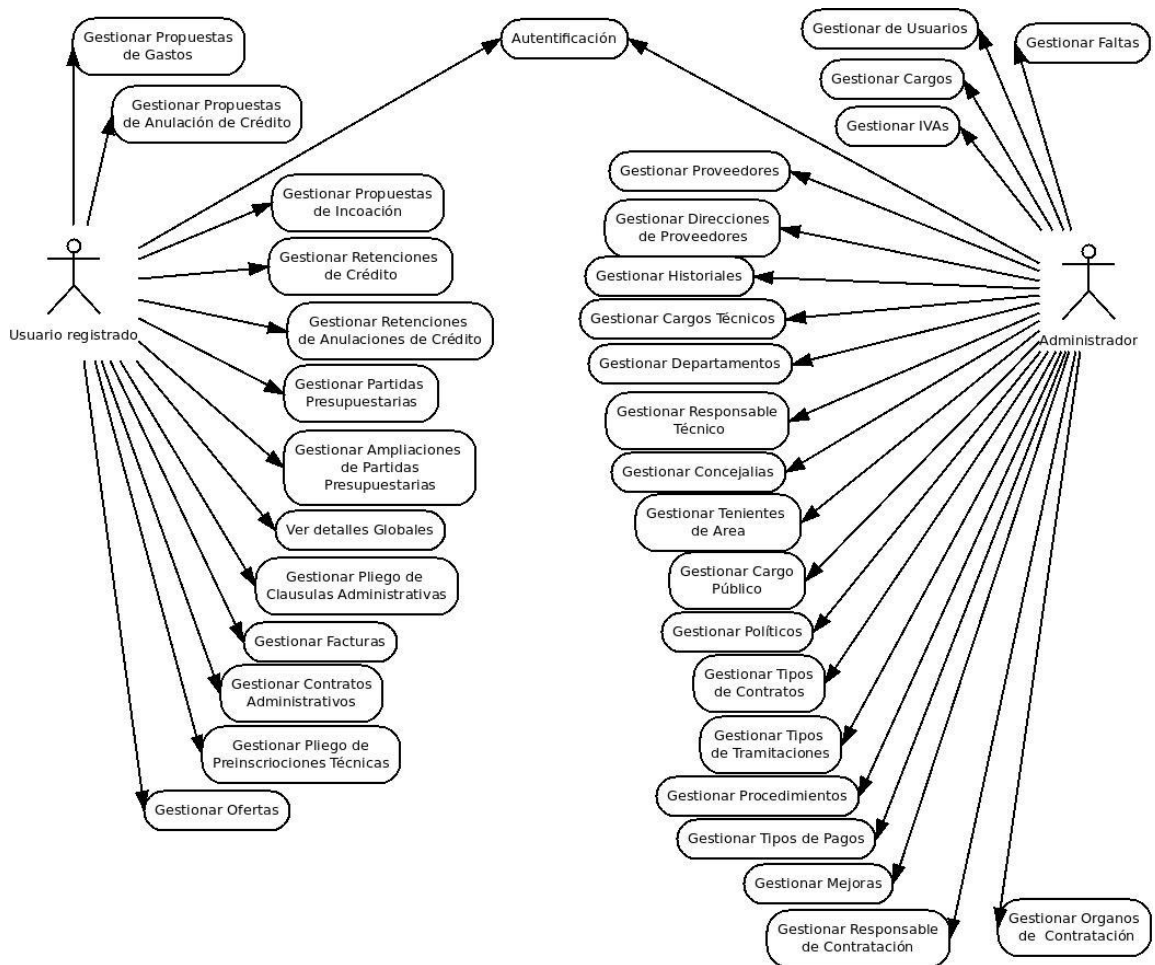 Gestionar Propuestas
de Gastos
Gestionar Propuestas
de Anulación de Crédito
Autentificación
Gestionar de Usuarios
Gestionar Faltas
Gestionar Cargos
Gestionar IVAs
Gestionar Propuestas
de Incoación
Gestionar Retenciones
de Crédito
Gestionar Retenciones
de Anulaciones de Crédito
Usuario registrado
Gestionar Partidas
Presupuestarias
Gestionar Ampliaciones
de Partidas
Presupuestarias
Ver detalles Globales
Gestionar Pliego de
Clausulas Administrativas
Gestionar Facturas
Gestionar Contratos
Administrativos
Gestionar Pliego de
Preinscriociones Técnicas
Gestionar Ofertas
Gestionar Proveedores
Gestionar Direcciones
de Proveedores
Gestionar Historiales
Gestionar Cargos Técnicos
Administrador
Gestionar Departamentos
Gestionar Responsable
Técnico
Gestionar Concejalias
Gestionar Tenientes
de Area
Gestionar Cargo
Público
Gestionar Políticos
Gestionar Tipos
de Contratos
Gestionar Tipos
de Tramitaciones
Gestionar Procedimientos
Gestionar Tipos de Pagos
Gestionar Mejoras
Gestionar Responsable
de Contratación
Gestionar Organos
de Contratación